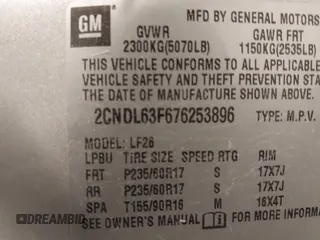 GM
MFD BY GENERAL MOTORS
GVWR GAWR FRT
2300KG(5070LB) 1150KG(2535LB)
THIS VEHICLE CONFORMS TO ALL APPLICABLE
VEHICLE SAFETY AND THEFT PREVENTION STA
THE DATE OF MANUFACTURE SHOWN ABOVE.
2CNDL63F676253896 TYPE: M.P.V.
MODEL: LF26
LPBU TIRE SIZE SPEED RTG RIM
FRT P235/60R17 S 17X7J
RR P235/60R17 S 17X7J
SPA T155/90R16 M 16X4T
SEE OWNER'S MANUAL FOR MORE INFORMA
DREAMBID